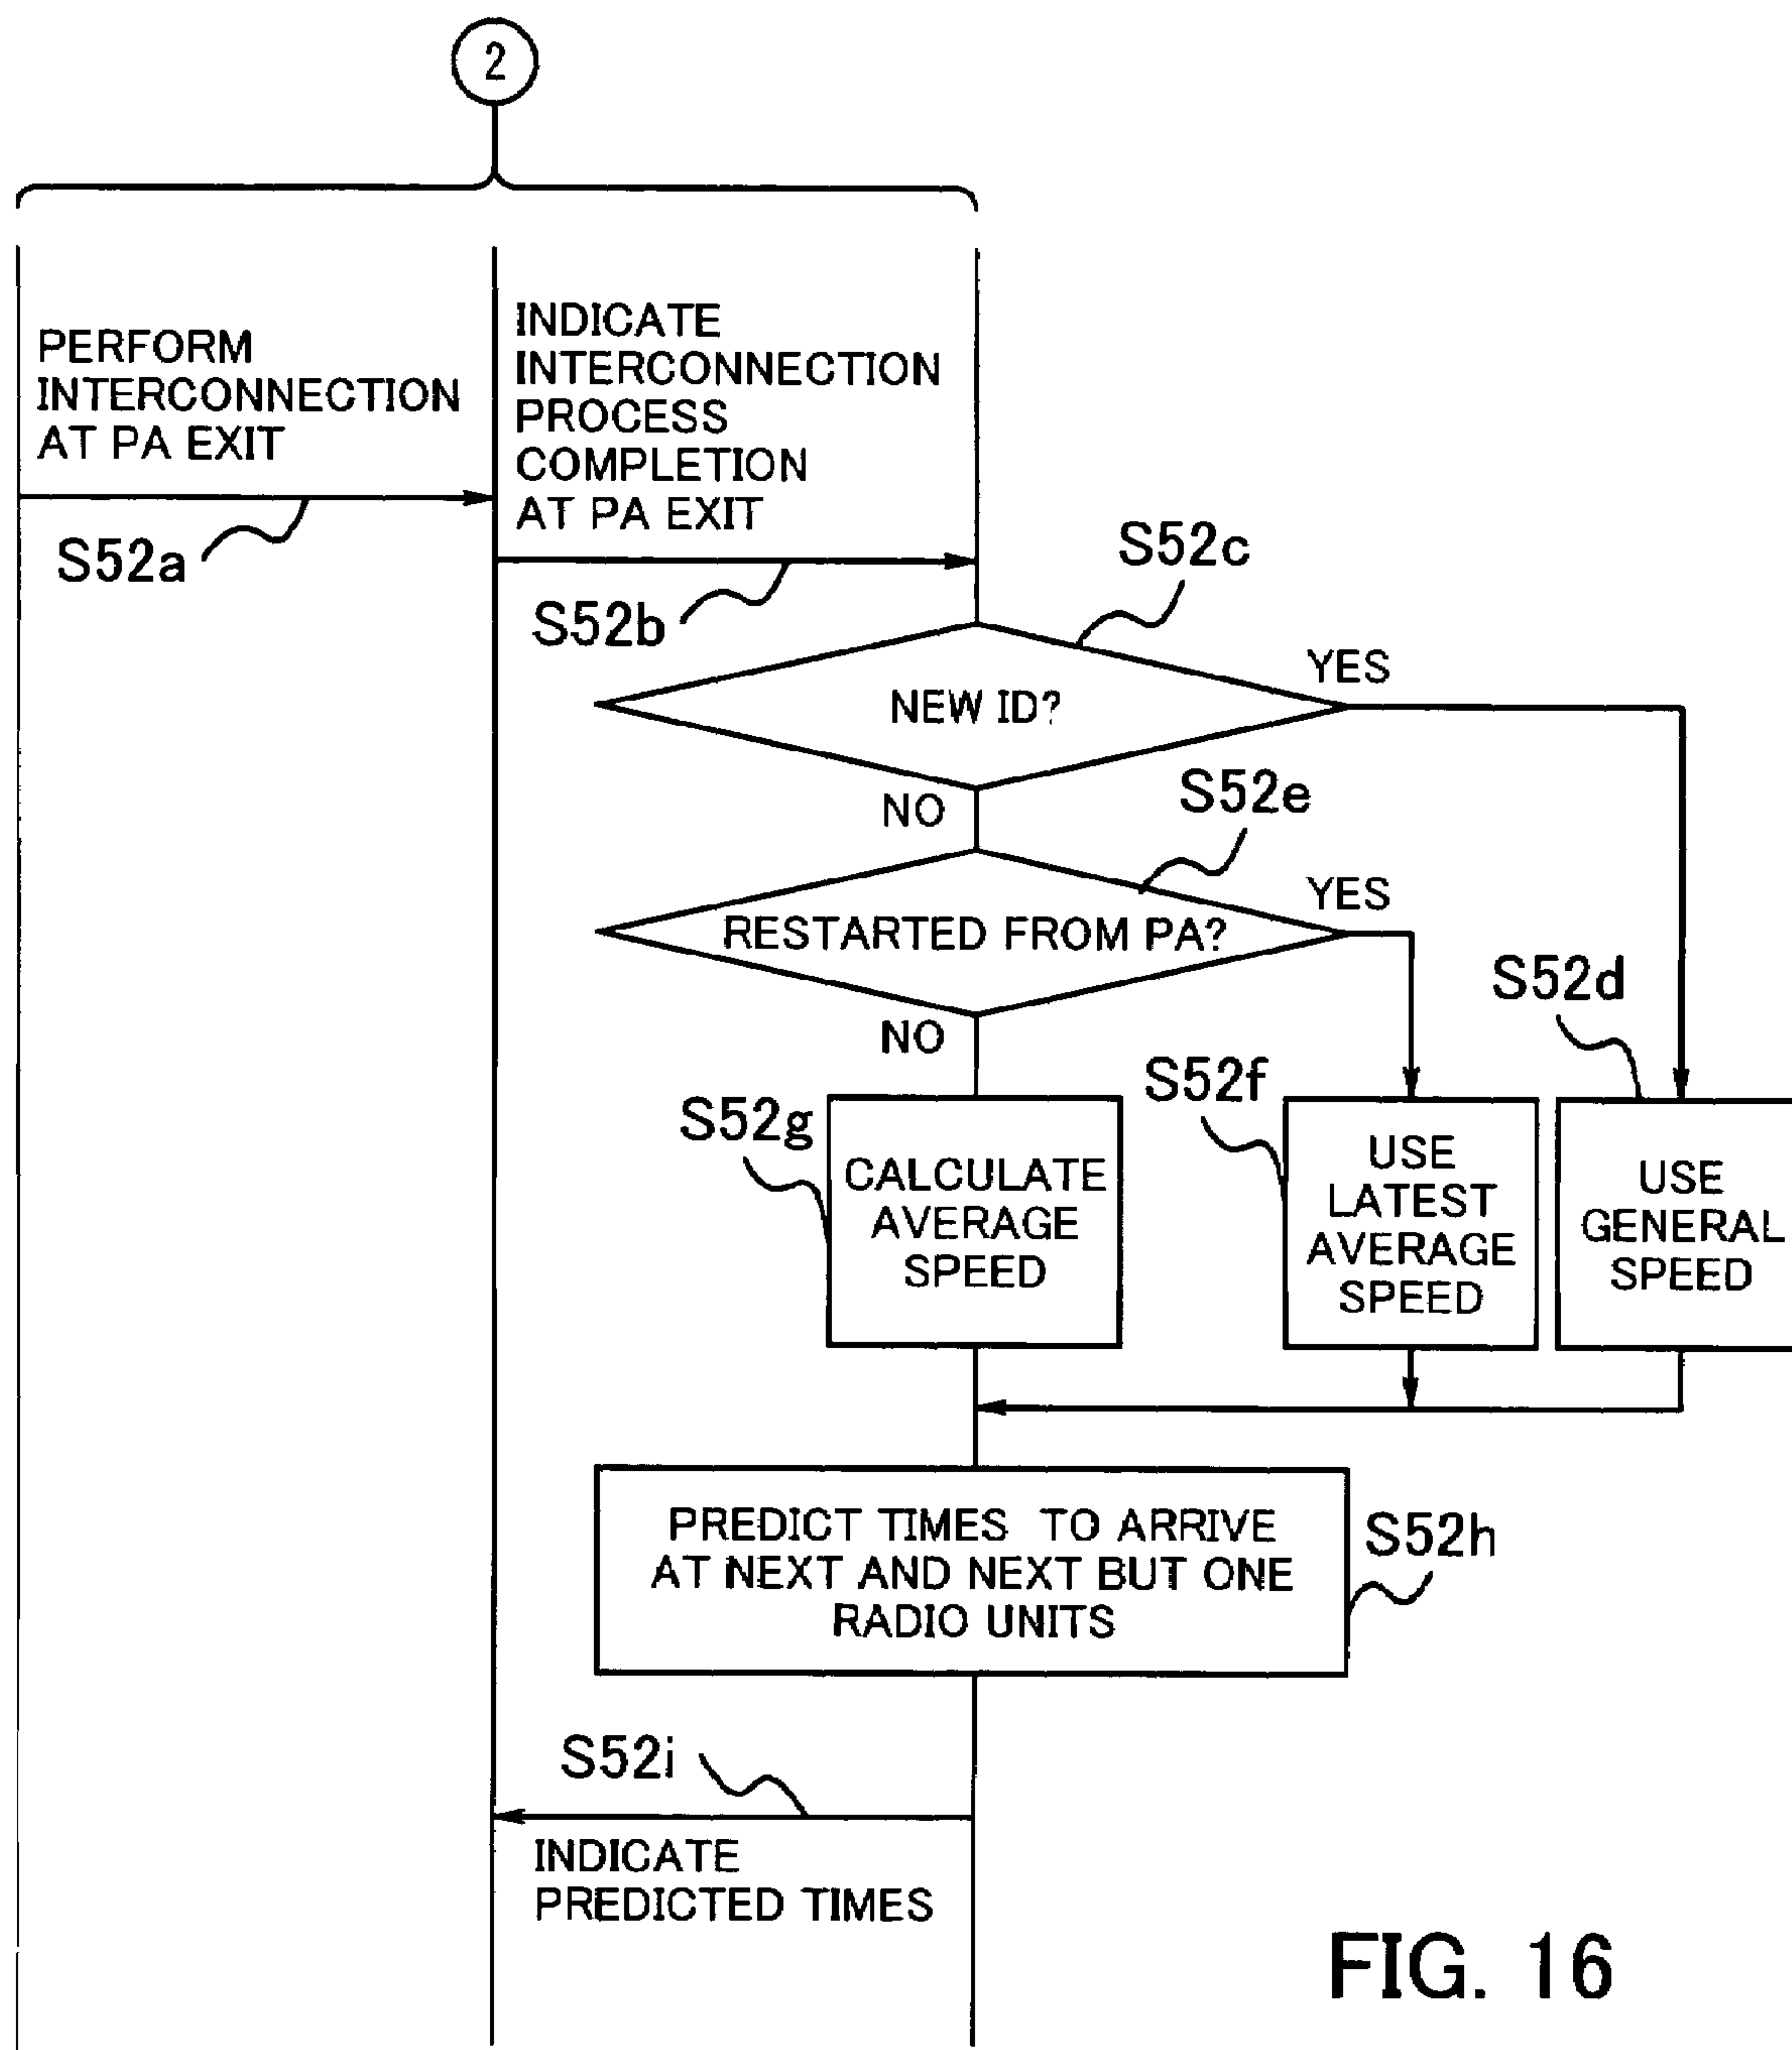 2
PERFORM
INTERCONNECTION
AT PA EXIT
S52a
INDICATE
INTERCONNECTION
PROCESS
COMPLETION
AT PA EXIT
S52b
S52c
NEW ID?
YES
NO
S52e
RESTARTED FROM PA?
YES
NO
S52g
CALCULATE
AVERAGE
SPEED
S52f
USE
LATEST
AVERAGE
SPEED
S52d
USE
GENERAL
SPEED
PREDICT TIMES TO ARRIVE
AT NEXT AND NEXT BUT ONE
RADIO UNITS
S52h
S52i
INDICATE
PREDICTED TIMES
FIG. 16